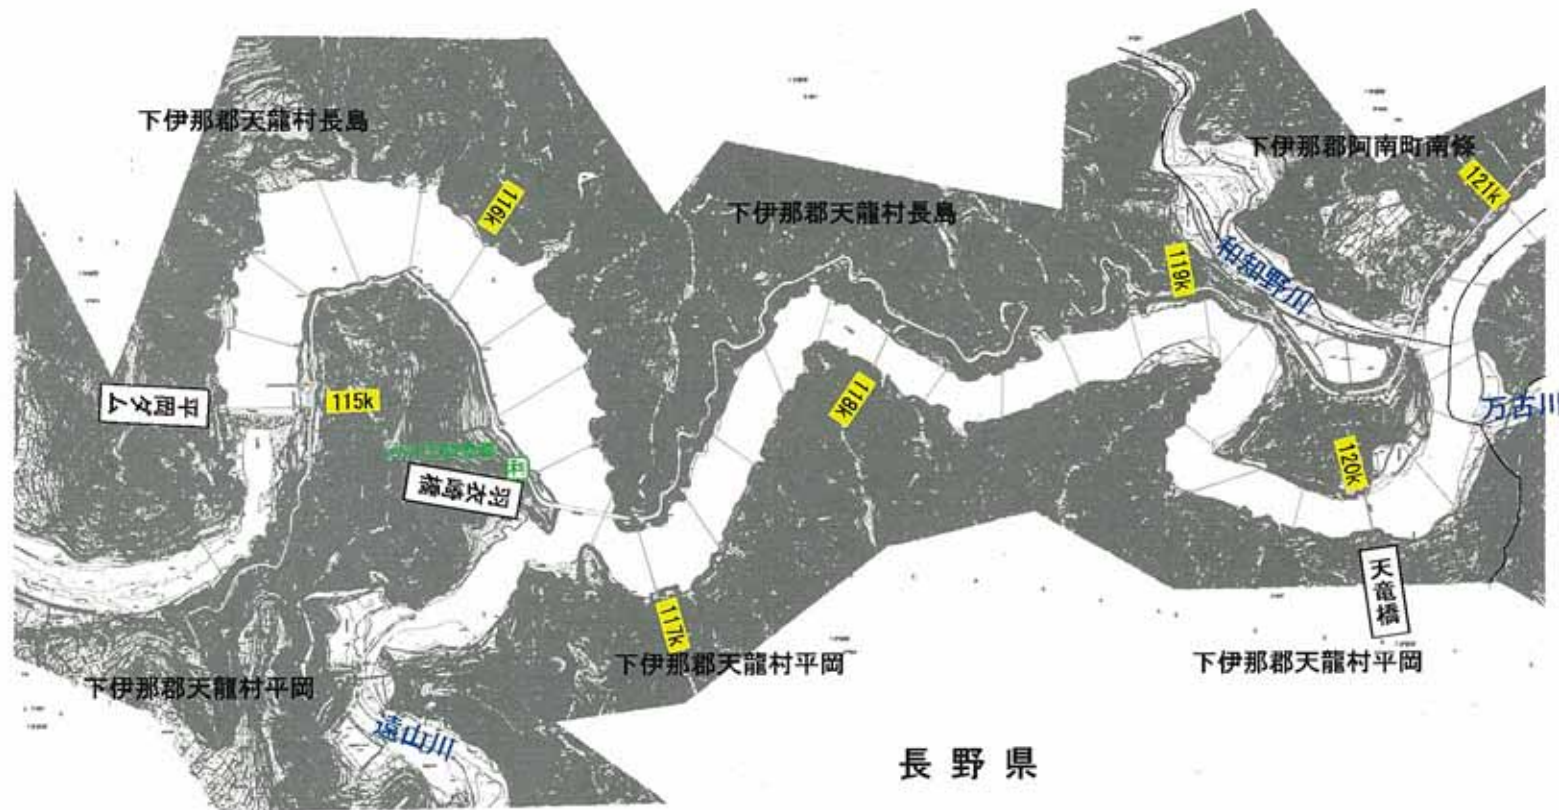 下伊那郡天龍村長島
116k
下伊那郡天龍村長島
下伊那郡阿南町南條
121k
119k
和知野川
平岡ダム
115k
118k
万古川
利
羽衣崎橋
120k
天竜橋
117k
下伊那郡天龍村平岡
下伊那郡天龍村平岡
下伊那郡天龍村平岡
遠山川
長野県